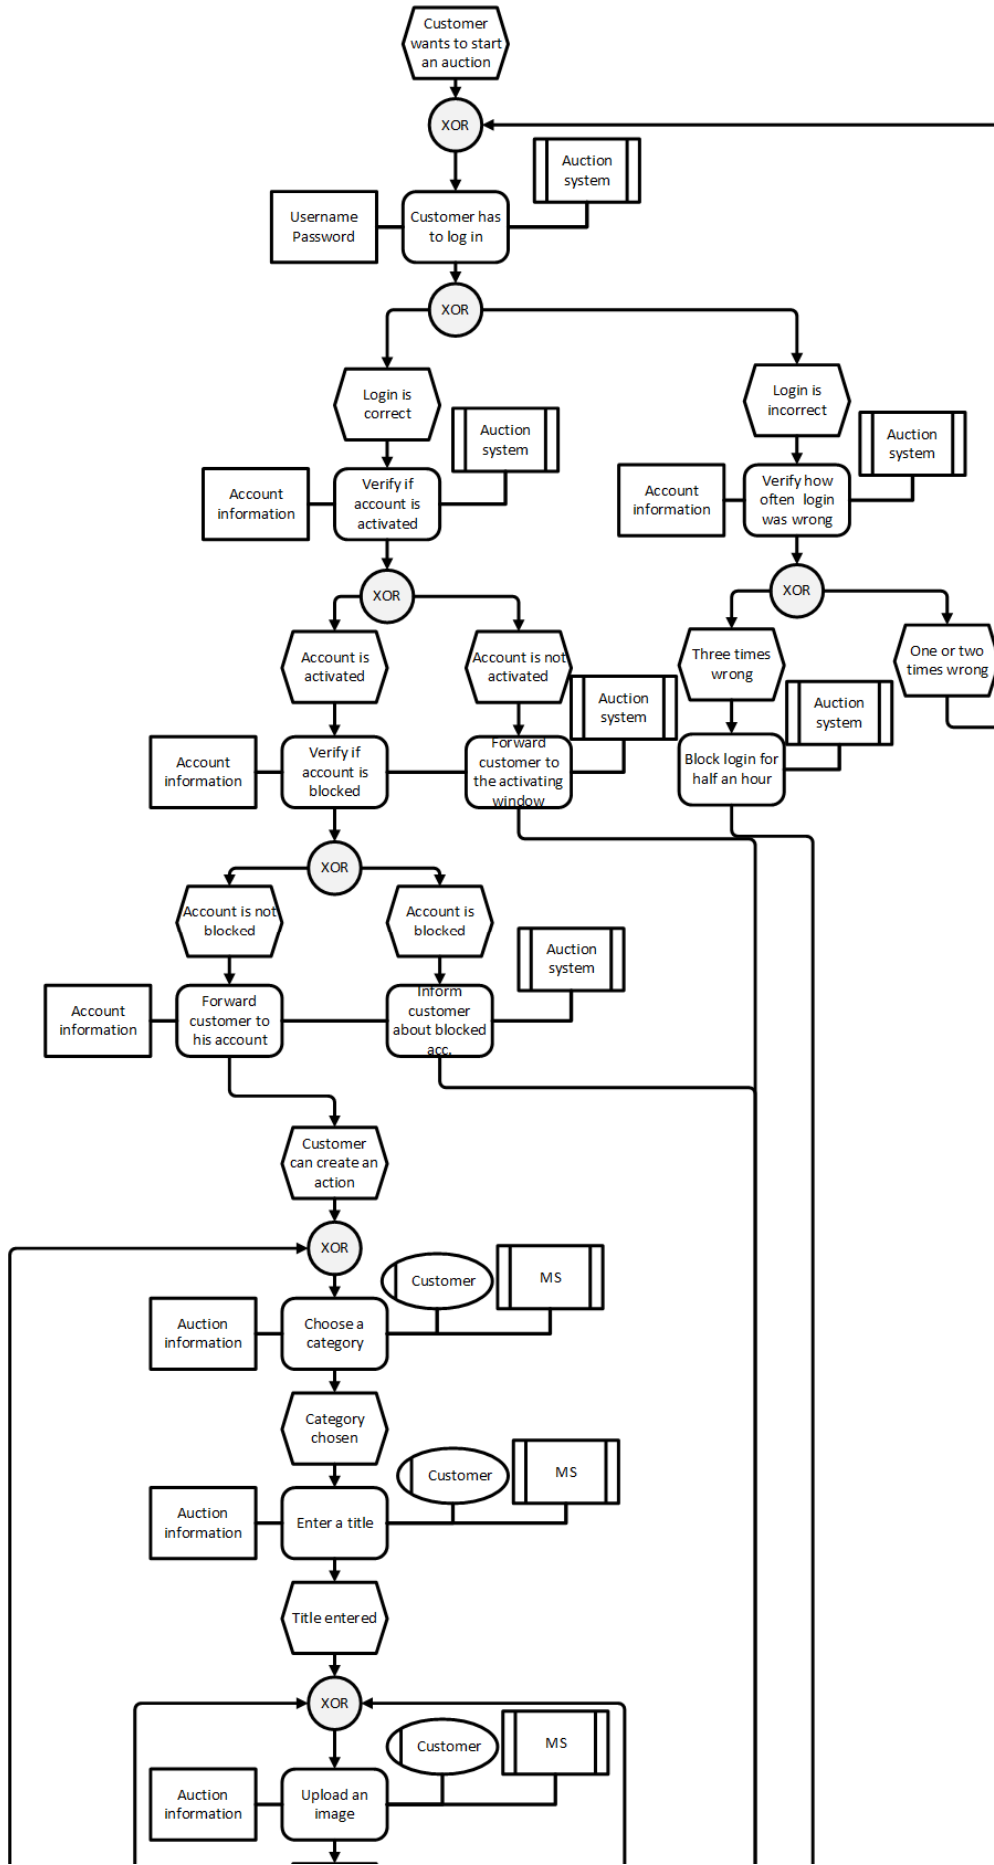 Customer
wants to start
an auction
XOR
Auction
system
Username
Password
Customer has
to log in
XOR
Login is
correct
Login is
incorrect
Auction
system
Auction
system
Account
information
Verify if
account is
activated
Account
information
Verify how
often login
was wrong
XOR
XOR
Account is
activated
Account is not
activated
Three times
wrong
One or two
times wrong
Auction
system
Auction
system
Account
information
Verify if
account is
blocked
Forward
customer to
the activating
window
Block login for
half an hour
XOR
Account is not
blocked
Account is
blocked
Auction
system
Account
information
Forward
customer to
his account
Inform
customer
about blocked
acc.
Customer
can create an
action
XOR
Customer
MS
Auction
information
Choose a
category
Category
chosen
Customer
MS
Auction
information
Enter a title
Title entered
XOR
Customer
MS
Auction
information
Upload an
image